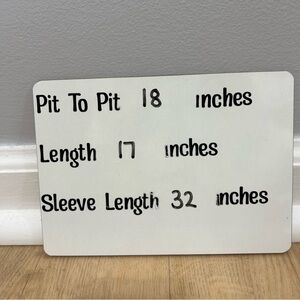 Pit To Pit 18 inches
Length 17 inches
Sleeve Length 32 inches